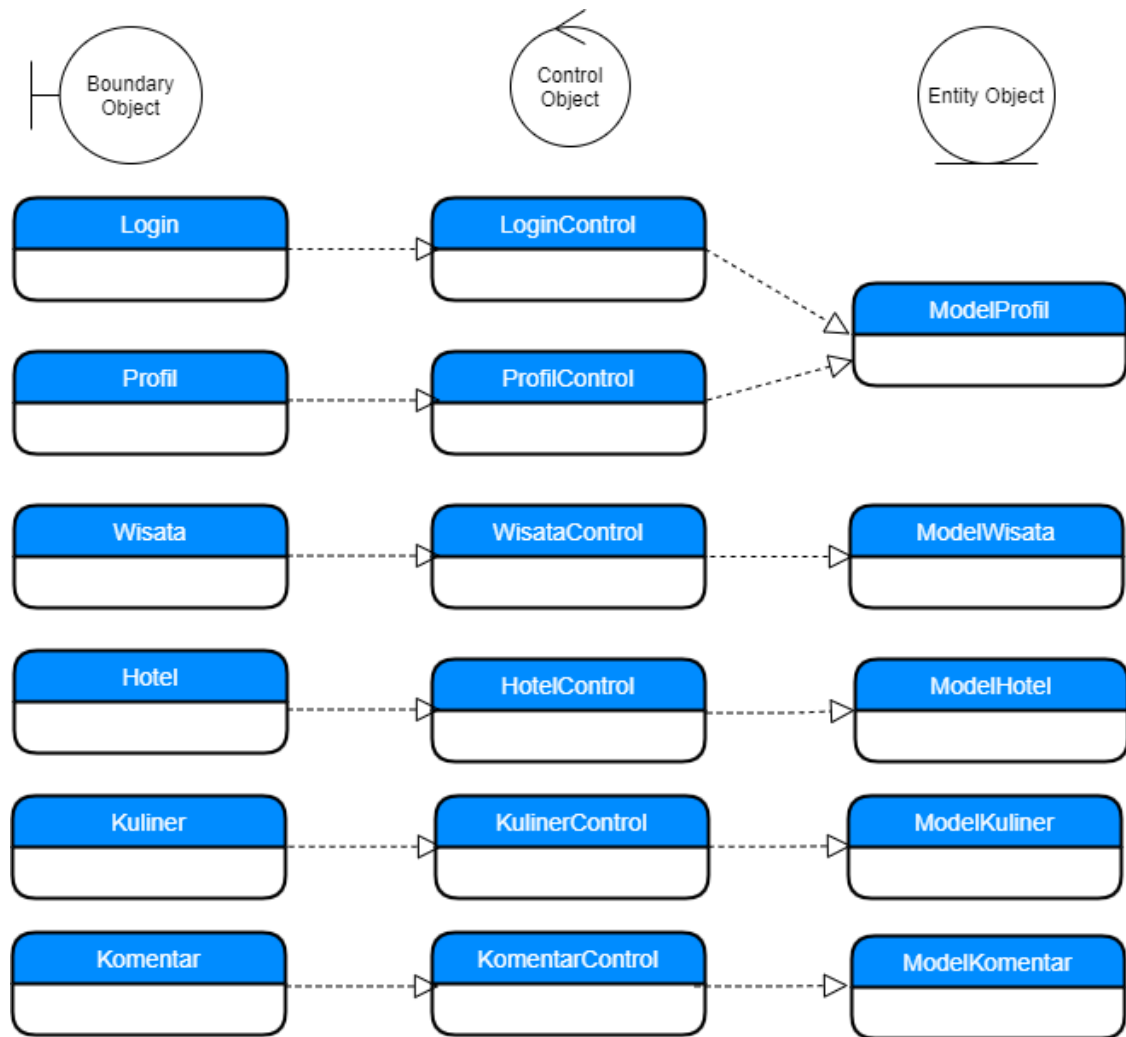 Boundary
Object
Control
Object
Entity Object
Login
LoginControl
ModelProfil
Profil
ProfilControl
Wisata
WisataControl
ModelWisata
Hotel
HotelControl
ModelHotel
Kuliner
KulinerControl
ModelKuliner
Komentar
KomentarControl
ModelKomentar